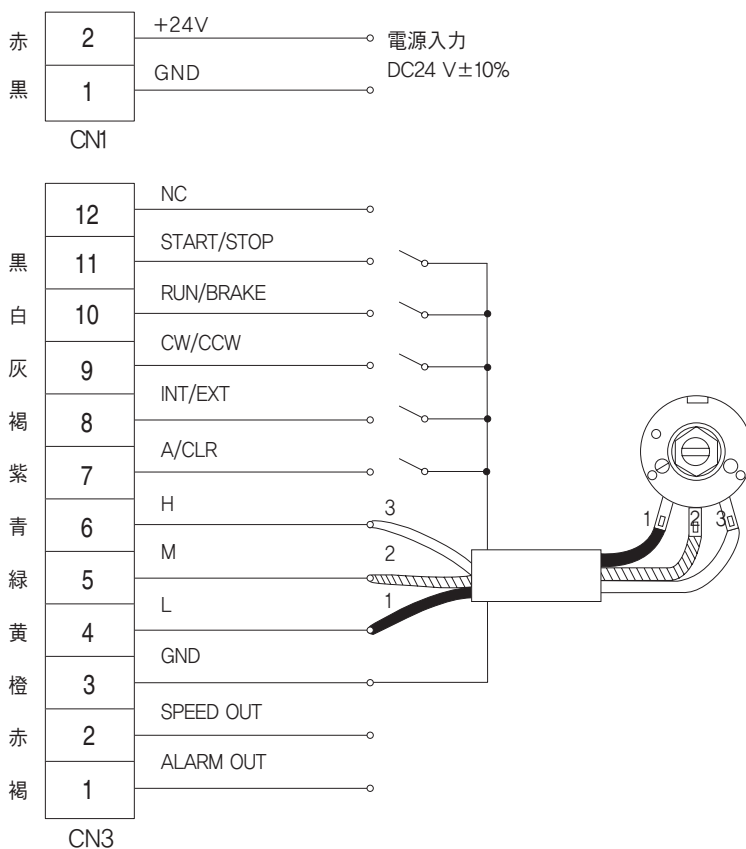 赤 2 +24V 電源入力
DC24 V±10%
黒 1 GND
CN1
12 NC
黒 11 START/STOP
白 10 RUN/BRAKE
灰 9 CW/CCW
褐 8 INT/EXT
紫 7 A/CLR
青 6 H 3
緑 5 M 2
黄 4 L 1
橙 3 GND
赤 2 SPEED OUT
褐 1 ALARM OUT
CN3
1 2 3